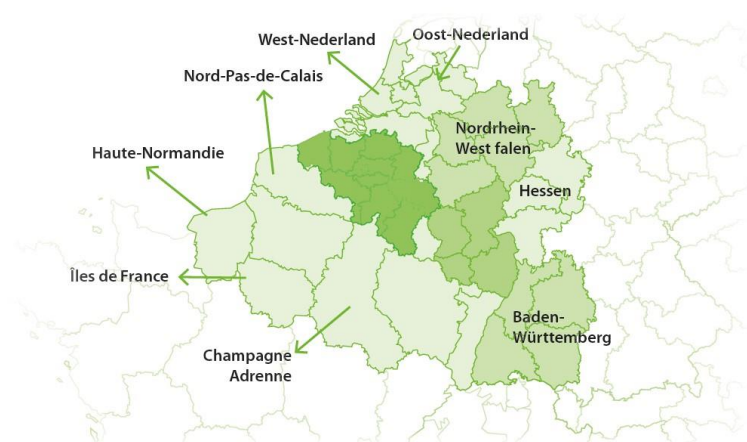 Oost-Nederland
West-Nederland
Nord-Pas-de-Calais
Nordrhein-
West falen
Haute-Normandie
Hessen
Îles de France
Baden-
Württemberg
Champagne
Adrenne